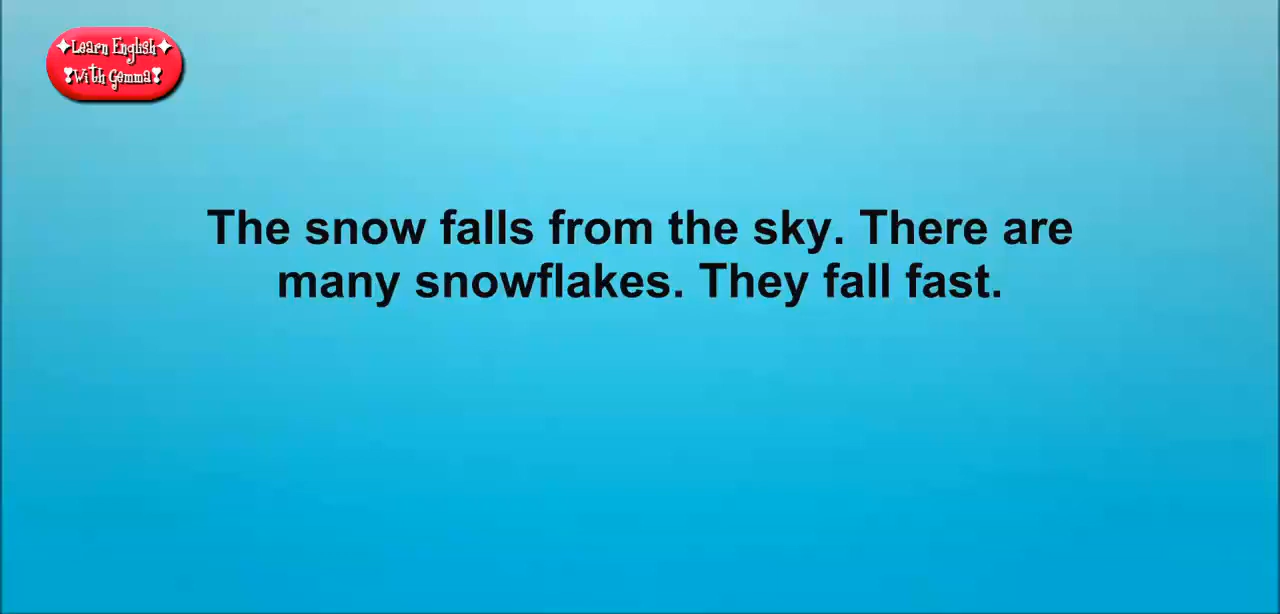 ✦Learn English✦
❣With Gemma❣
The snow falls from the sky. There are
many snowflakes. They fall fast.